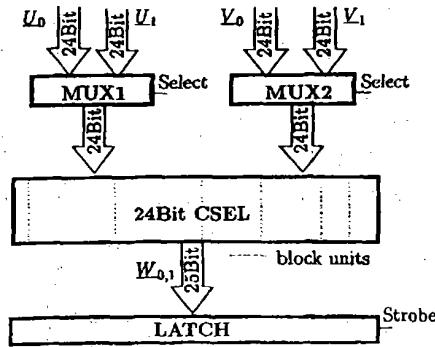 U0 U1 V0 V1
24Bit 24Bit 24Bit 24Bit
MUX1 Select MUX2 Select
24Bit 24Bit
24Bit CSEL
W0,1 25Bit block units
Strobe
LATCH